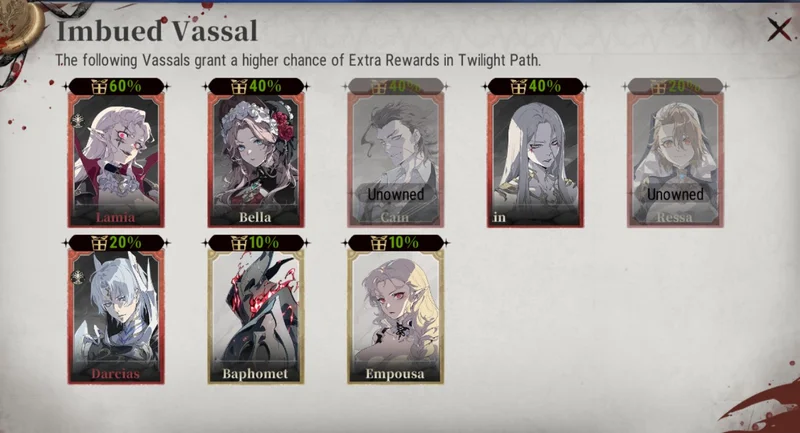 Imbued Vassal
The following Vassals grant a higher chance of Extra Rewards in Twilight Path.
60% 40% 40% 40% 20%
Unowned Unowned
Lamia Bella Cain in Ressa
20% 10% 10%
Darcias Baphomet Empousa